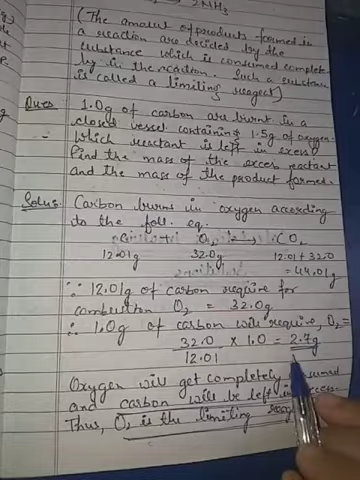 → 2NH3
(The amount of products formed in
a reaction are decided by the
substance which is consumed complete-
ly in the reaction. Such a substance
is called a limiting reagent)
Ques 1.0g of carbon are burnt in a
closed vessel containing 1.5g of oxygen.
Which reactant is left in excess
Find the mass of the excess reactant
and the mass of the product formed.
Solus. Carbon burns in oxygen according
to the foll. eq.
C + O2 → CO2
12.01g 32.0g 12.01 + 32.0
= 44.01g
∵ 12.01g of carbon require for
combustion O2 = 32.0g
∴ 1.0g of carbon will require, O2 =
32.0 × 1.0 = 2.7g
12.01
Oxygen will get completely
and carbon will be left in
Thus, O2 is the limiting